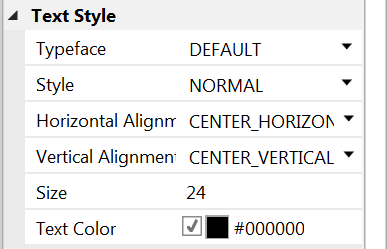 Text Style
Typeface DEFAULT
Style NORMAL
Horizontal Alignm CENTER_HORIZON
Vertical Alignment CENTER_VERTICAL
Size 24
Text Color #000000